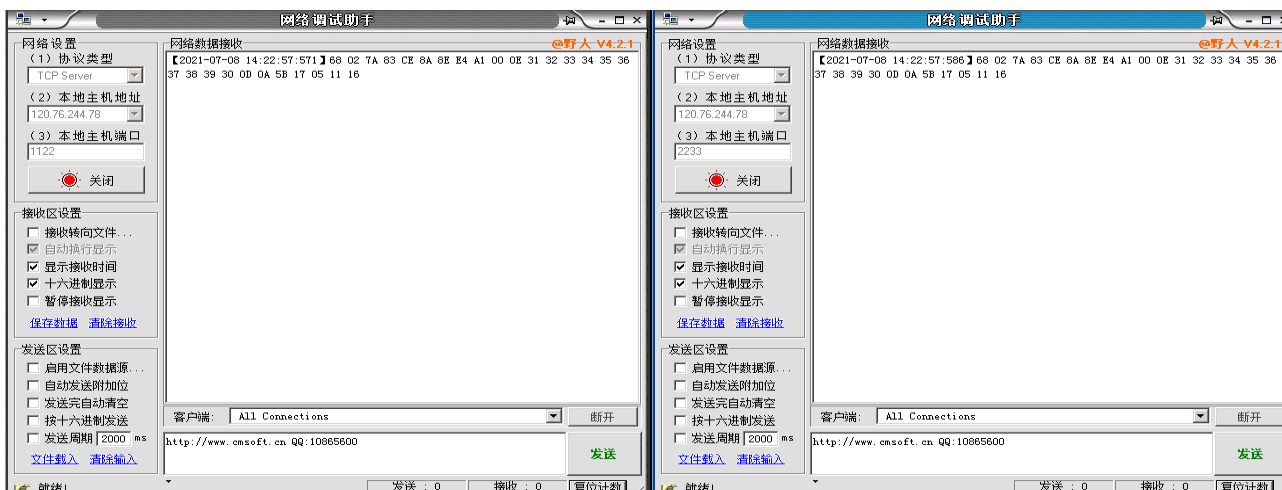 网络调试助手
网络设置
(1) 协议类型
TCP Server
(2) 本地主机地址
120.76.244.78
(3) 本地主机端口
1122
关闭
接收区设置
接收转向文件...
自动换行显示
显示接收时间
十六进制显示
暂停接收显示
保存数据 清除接收
发送区设置
启用文件数据源...
自动发送附加位
发送完自动清空
按十六进制发送
发送周期 2000 ms
文件载入 清除输入
就绪!
网络数据接收 @野人 V4.2.1
【2021-07-08 14:22:57:571】68 02 7A 83 CE 8A 8E E4 A1 00 0E 31 32 33 34 35 36
37 38 39 30 0D 0A 5B 17 05 11 16
客户端: All Connections 断开
http://www.cmsoft.cn QQ:10865600
发送
发送 : 0 接收 : 0 复位计数
网络调试助手
网络设置
(1) 协议类型
TCP Server
(2) 本地主机地址
120.76.244.78
(3) 本地主机端口
2233
关闭
接收区设置
接收转向文件...
自动换行显示
显示接收时间
十六进制显示
暂停接收显示
保存数据 清除接收
发送区设置
启用文件数据源...
自动发送附加位
发送完自动清空
按十六进制发送
发送周期 2000 ms
文件载入 清除输入
就绪!
网络数据接收 @野人 V4.2.1
【2021-07-08 14:22:57:586】68 02 7A 83 CE 8A 8E E4 A1 00 0E 31 32 33 34 35 36
37 38 39 30 0D 0A 5B 17 05 11 16
客户端: All Connections 断开
http://www.cmsoft.cn QQ:10865600
发送
发送 : 0 接收 : 0 复位计数